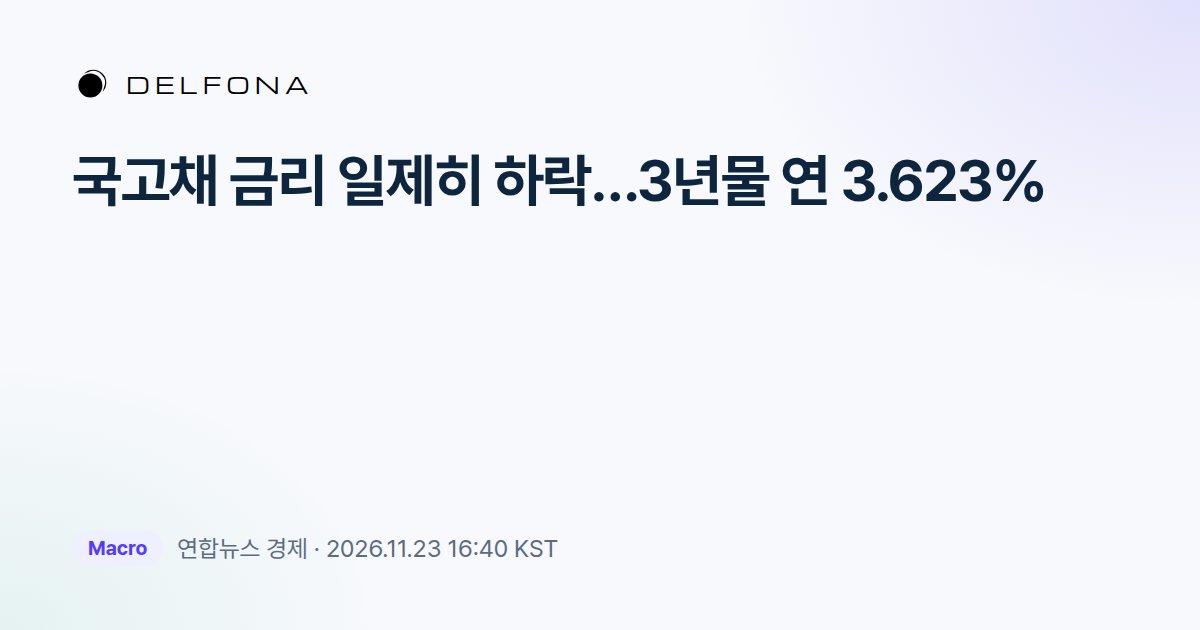 DELFONA
국고채 금리 일제히 하락…3년물 연 3.623%
Macro 연합뉴스 경제 · 2026.11.23 16:40 KST